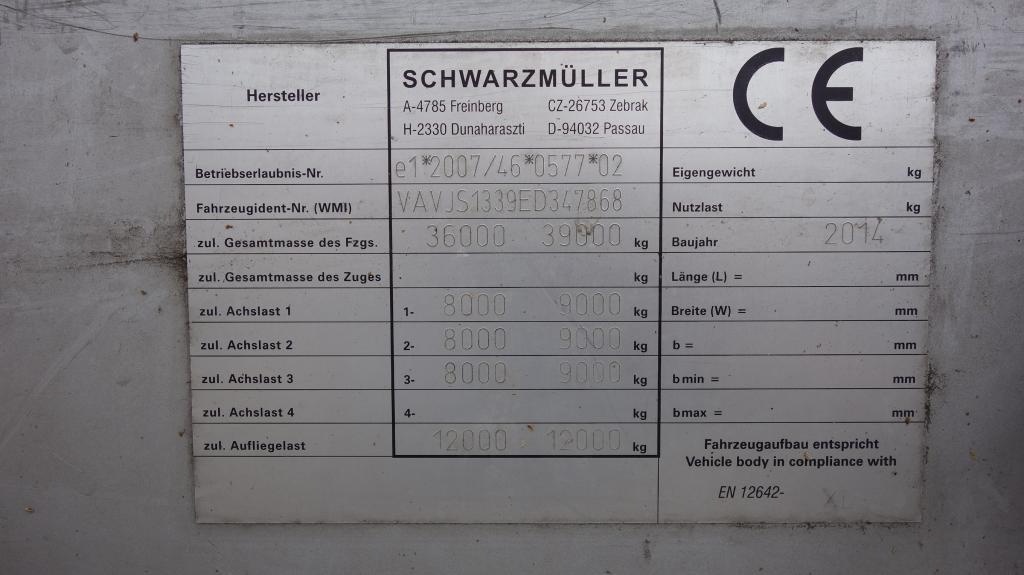 Hersteller
SCHWARZMÜLLER
A-4785 Freinberg CZ-26753 Zebrak
H-2330 Dunaharaszti D-94032 Passau
CE
Betriebserlaubnis-Nr. e1*2007/46*0577*02 Eigengewicht kg
Fahrzeugident-Nr. (WMI) VAVJS1339ED347868 Nutzlast kg
zul. Gesamtmasse des Fzgs. 36000 39000 kg Baujahr 2014
zul. Gesamtmasse des Zuges kg Länge (L) = mm
zul. Achslast 1 1- 8000 9000 kg Breite (W) = mm
zul. Achslast 2 2- 8000 9000 kg b = mm
zul. Achslast 3 3- 8000 9000 kg bmin = mm
zul. Achslast 4 4- kg bmax = mm
zul. Aufliegelast 12000 12000 kg
Fahrzeugaufbau entspricht
Vehicle body in compliance with
EN 12642- XL